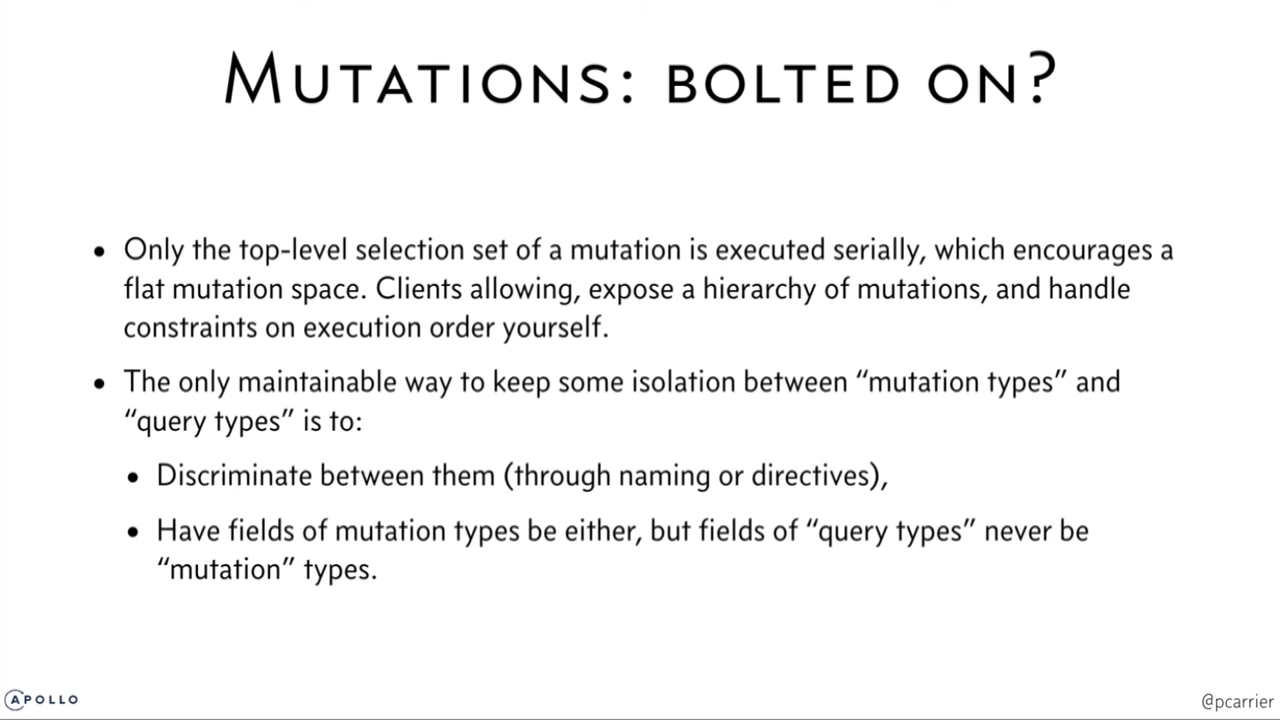 MUTATIONS: BOLTED ON?
• Only the top-level selection set of a mutation is executed serially, which encourages a
flat mutation space. Clients allowing, expose a hierarchy of mutations, and handle
constraints on execution order yourself.
• The only maintainable way to keep some isolation between “mutation types” and
“query types” is to:
• Discriminate between them (through naming or directives),
• Have fields of mutation types be either, but fields of “query types” never be
“mutation” types.
APOLLO
@pcarrier